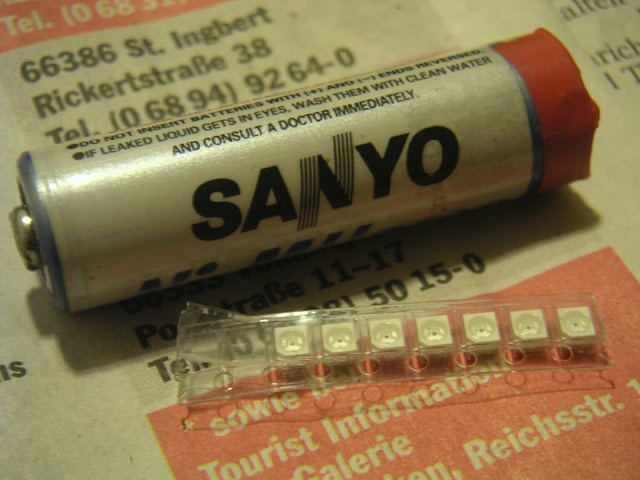 Tel. (0 68
66386 St. Ingbert
Rickertstraße 38
Tel. (0 68 94) 92 64-0
●DO NOT INSERT BATTERIES WITH (+) AND (−) ENDS REVERSED.
●IF LEAKED LIQUID GETS IN EYES, WASH THEM WITH CLEAN WATER
AND CONSULT A DOCTOR IMMEDIATELY.
SANYO
11-17
50 15-0
sowie
Tourist Information
Galerie
Reichsstr. 1